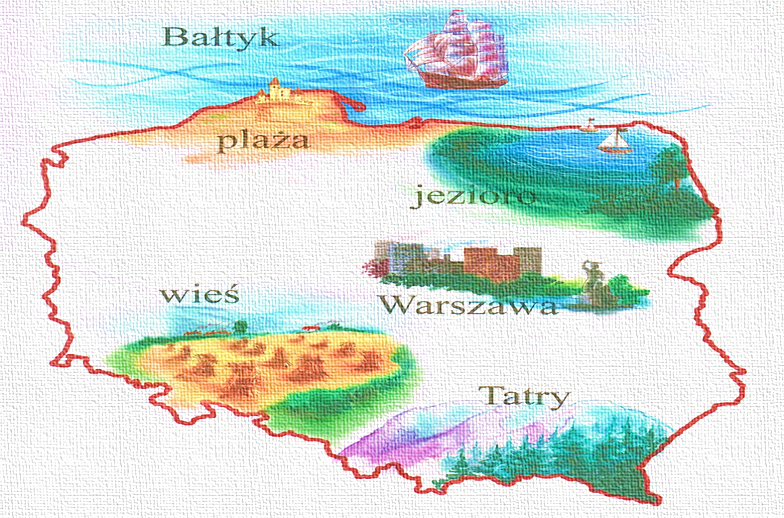 Bałtyk
plaża
jezioro
wieś
Warszawa
Tatry